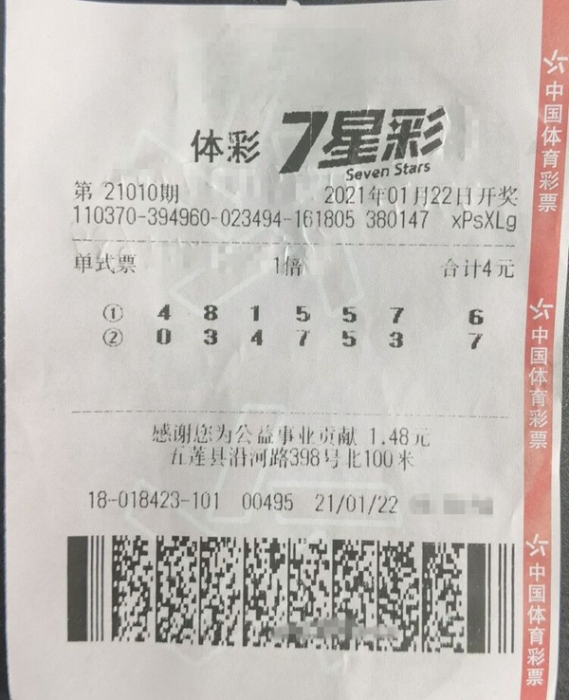 体彩 7星彩
Seven Stars
第 21010期 2021年01月22日开奖
110370-394960-023494-161805 380147 xPsXLg
单式票 1倍 合计4元
① 4 8 1 5 5 7 6
② 0 3 4 7 5 3 7
感谢您为公益事业贡献 1.48元
五莲县沿河路398号北100米
18-018423-101 00495 21/01/22
中国体育彩票
中国体育彩票
中国体育彩票